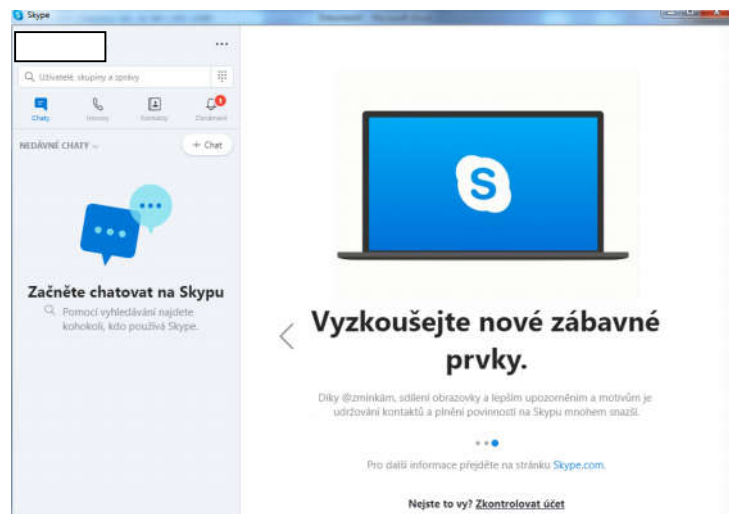 Skype
Uživatelé, skupiny a zprávy
Chaty
Hovory
Kontakty
Oznámení
NEDÁVNÉ CHATY
+ Chat
Začněte chatovat na Skypu
Pomocí vyhledávání najdete
kohokoli, kdo používá Skype.
S
Vyzkoušejte nové zábavné
prvky.
Díky @zmínkám, sdílení obrazovky a lepším upozorněním a motivům je
udržování kontaktů a plnění povinností na Skypu mnohem snazší.
Pro další informace přejděte na stránku Skype.com.
Nejste to vy? Zkontrolovat účet